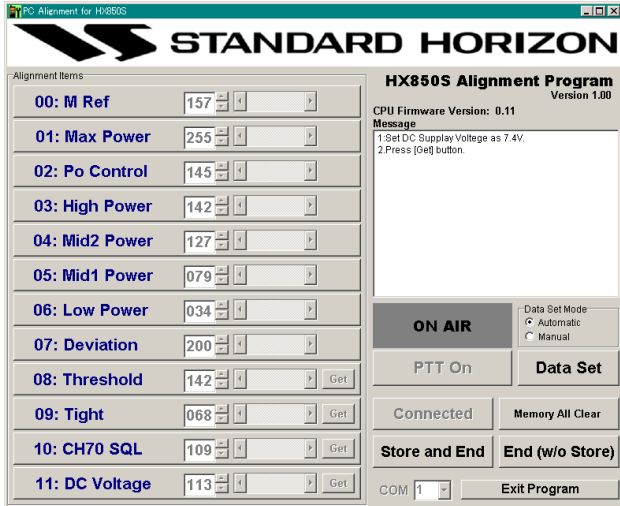 PC Alignment for HX850S
STANDARD HORIZON
Alignment Items
00: M Ref 157
01: Max Power 255
02: Po Control 145
03: High Power 142
04: Mid2 Power 127
05: Mid1 Power 079
06: Low Power 034
07: Deviation 200
08: Threshold 142 Get
09: Tight 068 Get
10: CH70 SQL 109 Get
11: DC Voltage 113 Get
HX850S Alignment Program
Version 1.00
CPU Firmware Version: 0.11
Message
1:Set DC Supplay Voltege as 7.4V.
2.Press [Get] button.
ON AIR
Data Set Mode
Automatic
Manual
PTT On
Data Set
Connected
Memory All Clear
Store and End
End (w/o Store)
COM 1
Exit Program